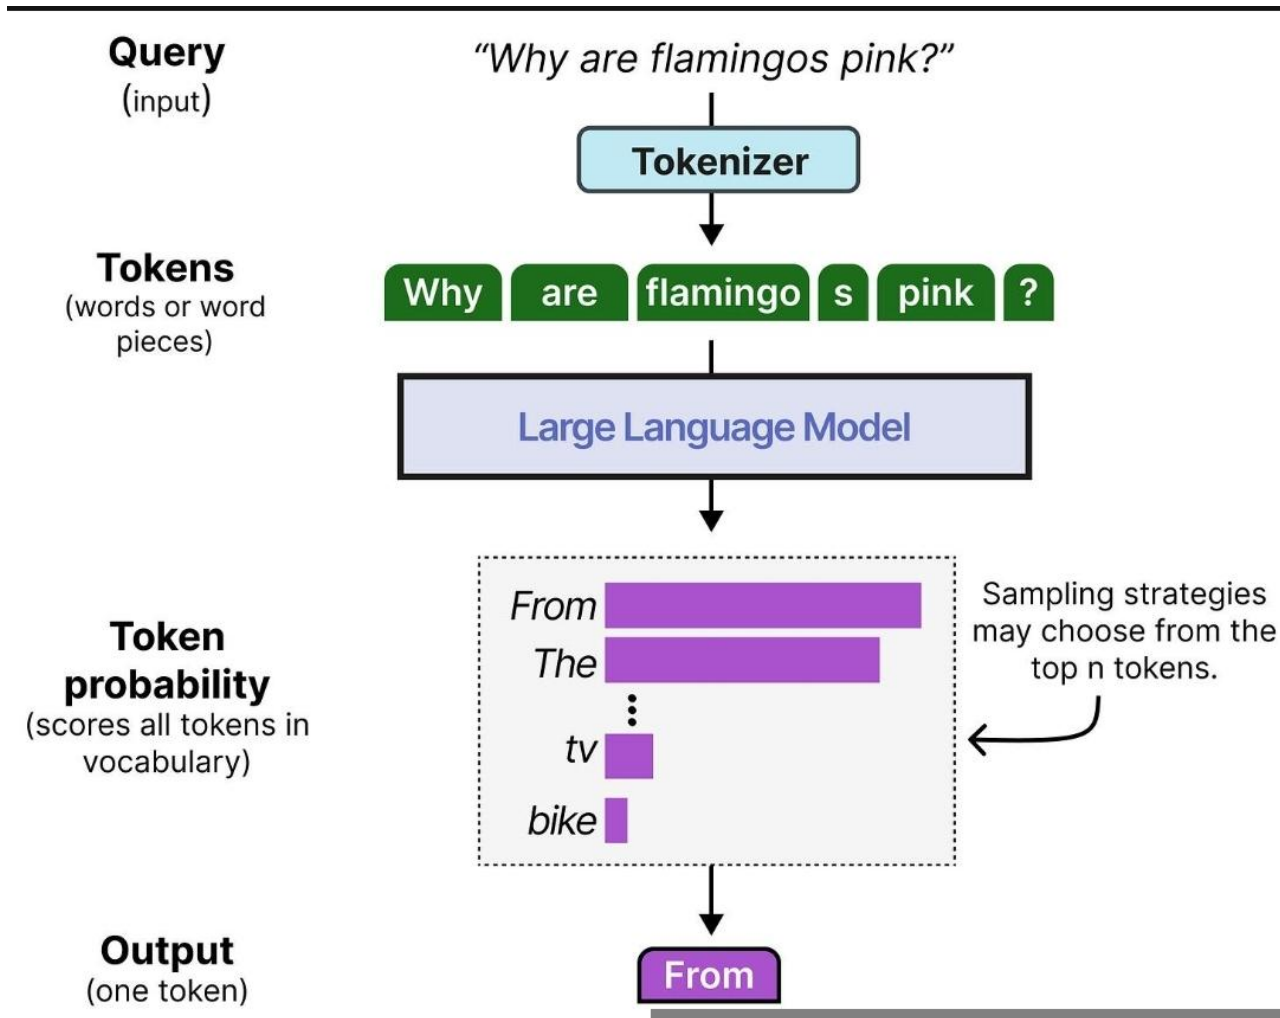 Query
(input)
“Why are flamingos pink?”
Tokenizer
Tokens
(words or word
pieces)
Why are flamingo s pink ?
Large Language Model
Token
probability
(scores all tokens in
vocabulary)
From
The
tv
bike
Sampling strategies
may choose from the
top n tokens.
Output
(one token)
From